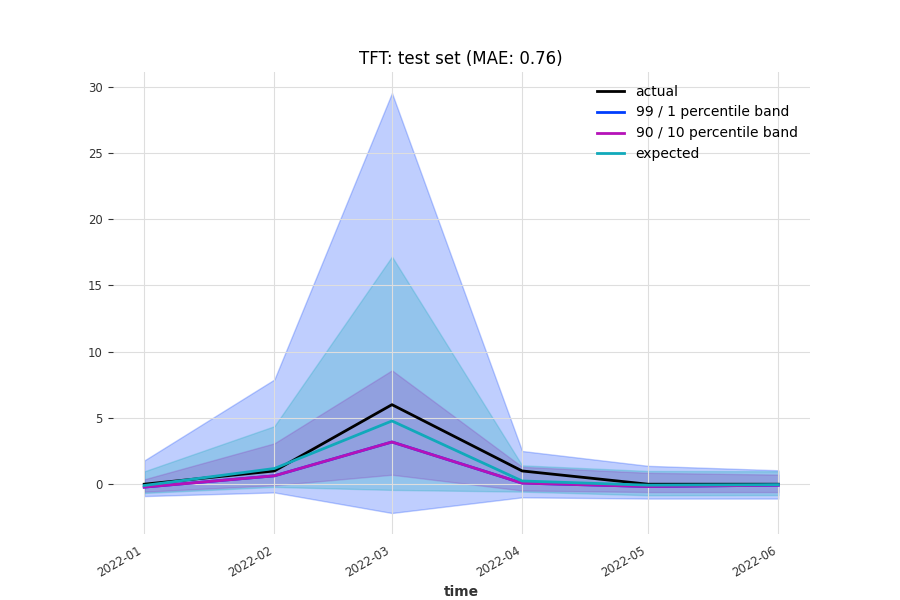 TFT: test set (MAE: 0.76)
actual
99 / 1 percentile band
90 / 10 percentile band
expected
30
25
20
15
10
5
0
2022-01
2022-02
2022-03
2022-04
2022-05
2022-06
time